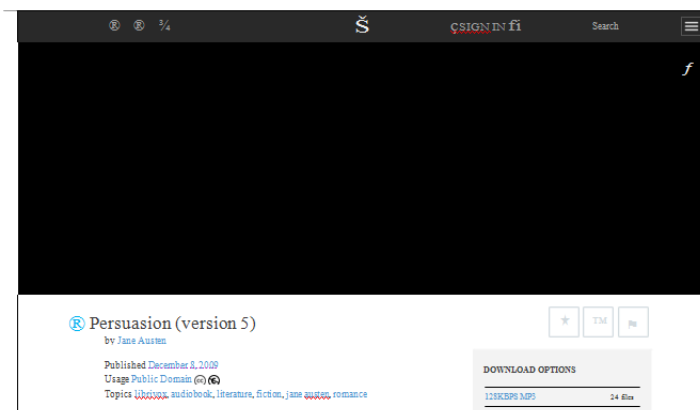 ® ® ¾ Š çSIGN IN fi Search
ƒ
® Persuasion (version 5)
by Jane Austen
★ TM
Published December 8, 2009
Usage Public Domain (cc)
Topics librivox, audiobook, literature, fiction, jane austen, romance
DOWNLOAD OPTIONS
128KBPS MP3 24 files